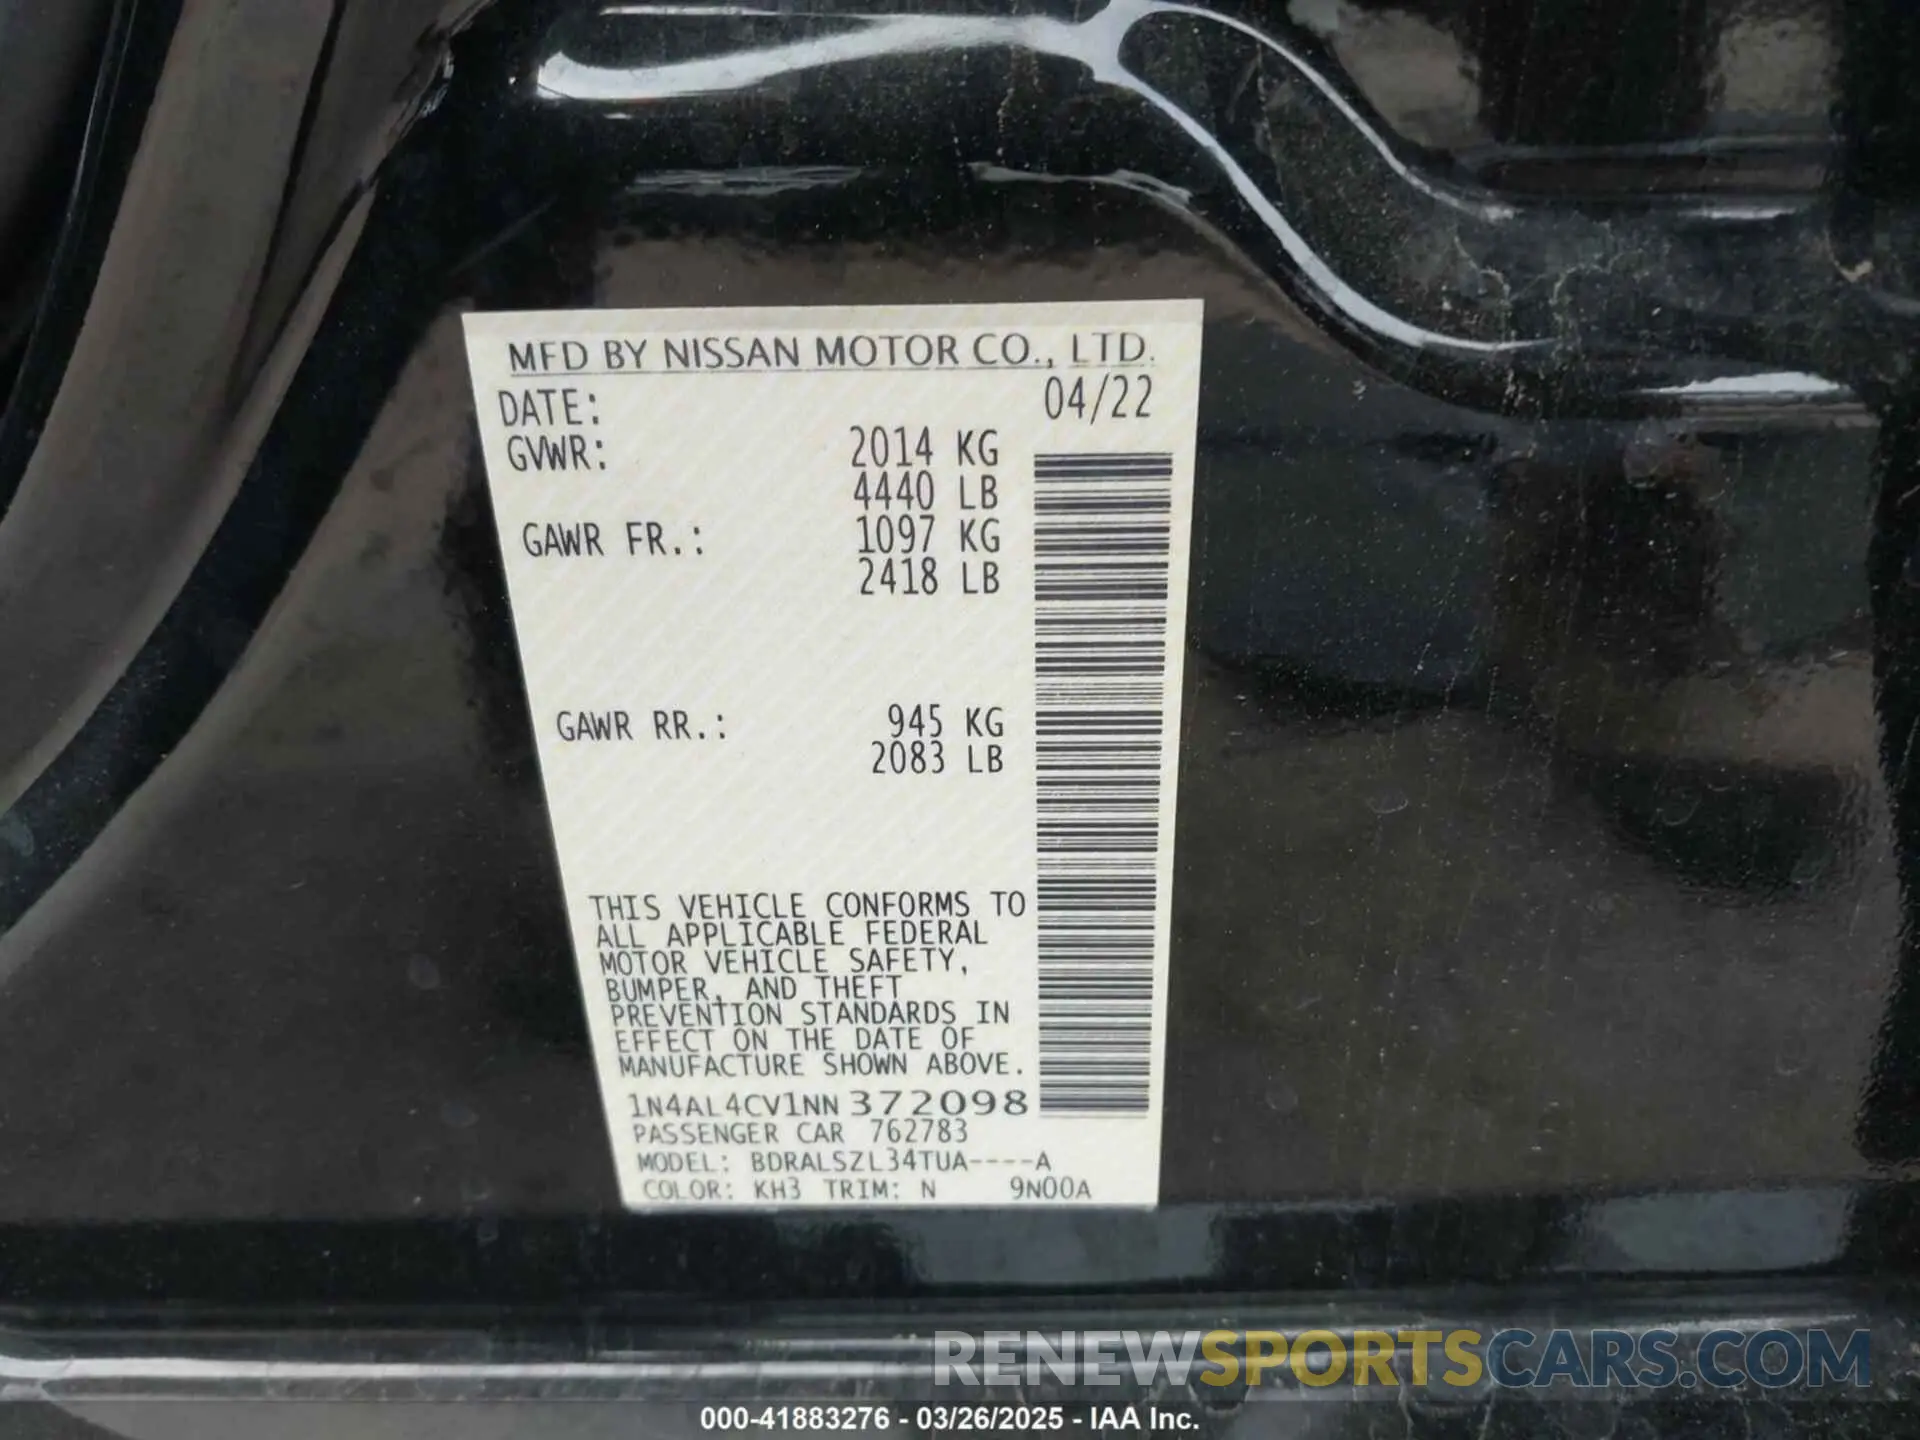 MFD BY NISSAN MOTOR CO., LTD.
DATE: 04/22
GVWR: 2014 KG
4440 LB
GAWR FR.: 1097 KG
2418 LB
GAWR RR.: 945 KG
2083 LB
THIS VEHICLE CONFORMS TO
ALL APPLICABLE FEDERAL
MOTOR VEHICLE SAFETY,
BUMPER, AND THEFT
PREVENTION STANDARDS IN
EFFECT ON THE DATE OF
MANUFACTURE SHOWN ABOVE.
1N4AL4CV1NN372098
PASSENGER CAR 762783
MODEL: BDRALSZL34TUA----A
COLOR: KH3 TRIM: N 9N00A
RENEWSPORTSCARS.COM
000-41883276 - 03/26/2025 - IAA Inc.